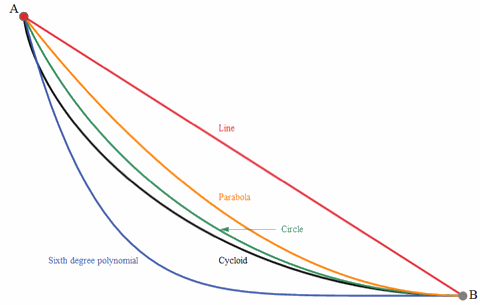 A
Line
Parabola
Circle
Sixth degree polynomial
Cycloid
B